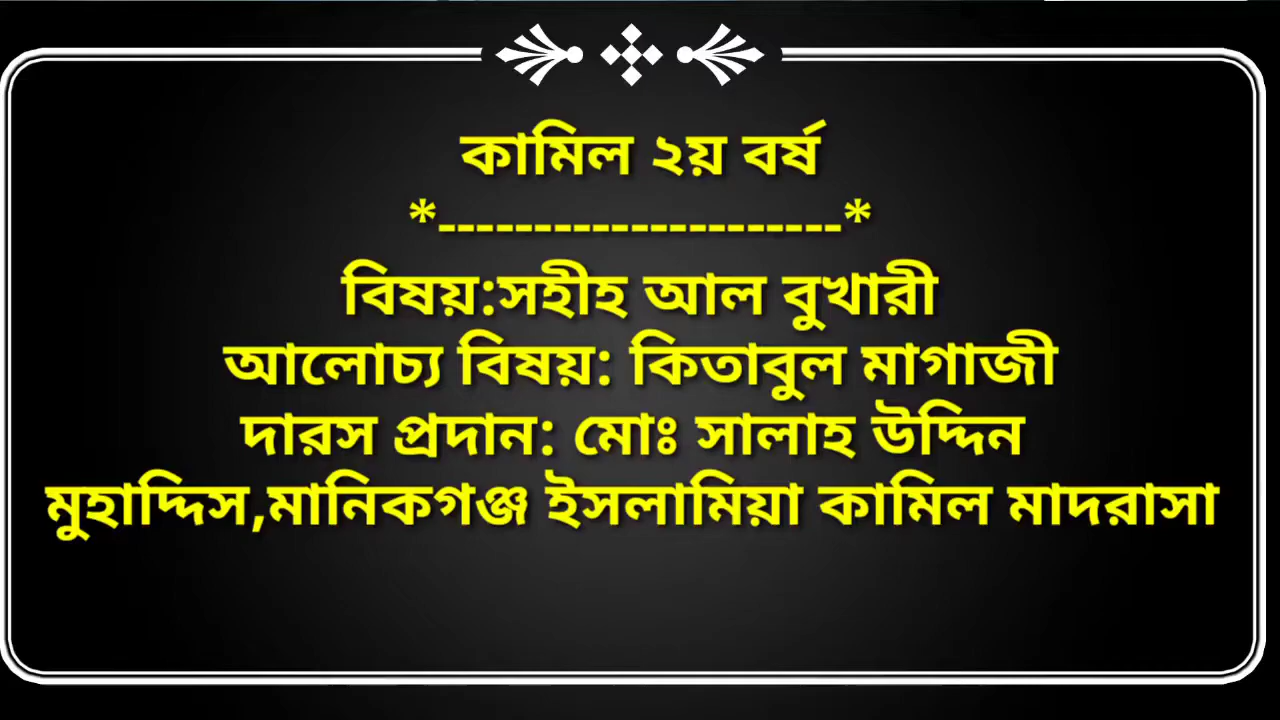 কামিল ২য় বর্ষ
*---------------------*
বিষয়:সহীহ আল বুখারী
আলোচ্য বিষয়: কিতাবুল মাগাজী
দারস প্রদান: মোঃ সালাহ উদ্দিন
মুহাদ্দিস,মানিকগঞ্জ ইসলামিয়া কামিল মাদরাসা